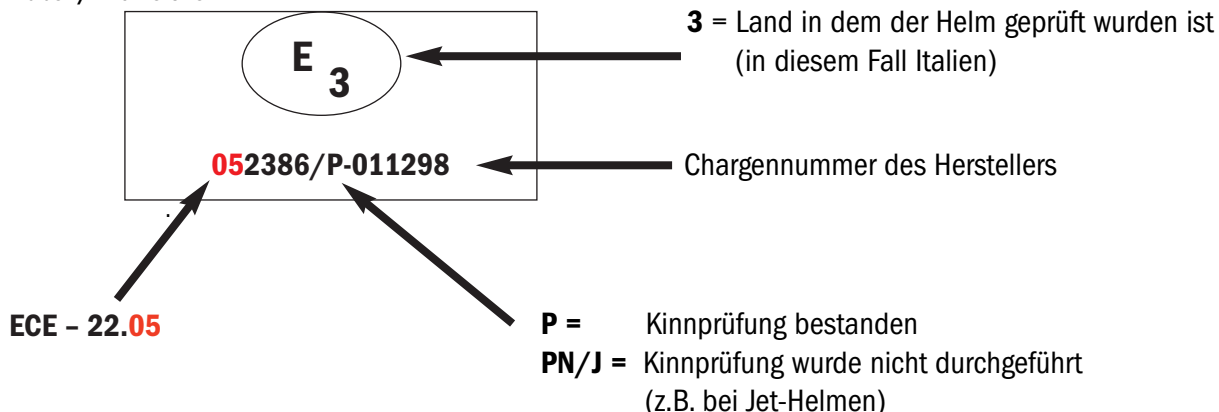 3 = Land in dem der Helm geprüft wurden ist
(in diesem Fall Italien)
E
3
052386/P-011298
Chargennummer des Herstellers
ECE – 22.05
P = Kinnprüfung bestanden
PN/J = Kinnprüfung wurde nicht durchgeführt
(z.B. bei Jet-Helmen)